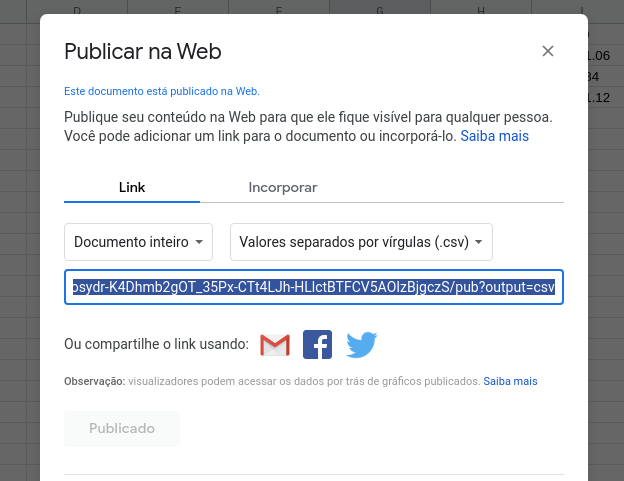 D E F G H I
Publicar na Web
1.06
34
1.12
Este documento está publicado na Web.
Publique seu conteúdo na Web para que ele fique visível para qualquer pessoa.
Você pode adicionar um link para o documento ou incorporá-lo. Saiba mais
Link Incorporar
Documento inteiro Valores separados por vírgulas (.csv)
osydr-K4Dhmb2gOT_35Px-CTt4LJh-HLlctBTFCV5AOIzBjgczS/pub?output=csv
Ou compartilhe o link usando:
Observação: visualizadores podem acessar os dados por trás de gráficos publicados. Saiba mais
Publicado